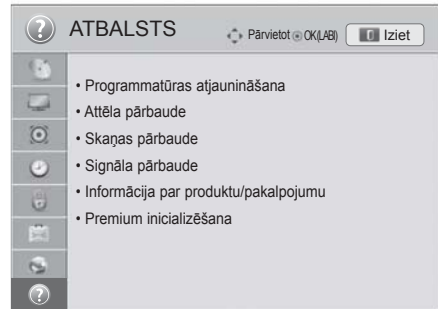 ATBALSTS
Pārvietot OK(LABI) Iziet
• Programmatūras atjaunināšana
• Attēla pārbaude
• Skaņas pārbaude
• Signāla pārbaude
• Informācija par produktu/pakalpojumu
• Premium inicializēšana